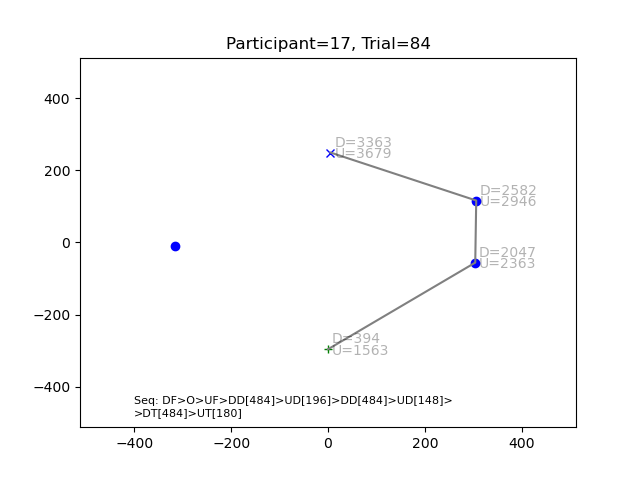 Participant=17, Trial=84
400
200
0
−200
−400
D=3363
U=3679
D=2582
U=2946
D=2047
U=2363
D=394
U=1563
Seq: DF>O>UF>DD[484]>UD[196]>DD[484]>UD[148]>
>DT[484]>UT[180]
−400 −200 0 200 400